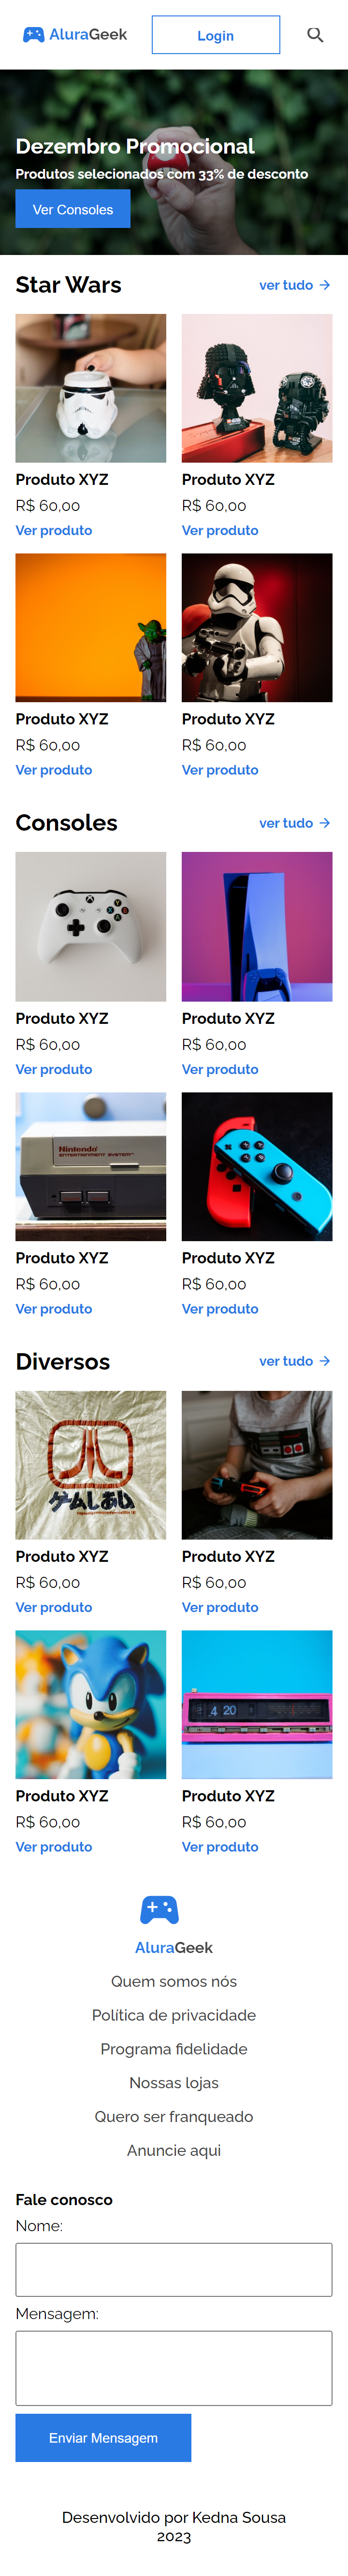 AluraGeek
Login
Dezembro Promocional
Produtos selecionados com 33% de desconto
Ver Consoles
Star Wars
ver tudo →
Produto XYZ
R$ 60,00
Ver produto
Produto XYZ
R$ 60,00
Ver produto
Produto XYZ
R$ 60,00
Ver produto
Produto XYZ
R$ 60,00
Ver produto
Consoles
ver tudo →
Y
X
B
A
Produto XYZ
R$ 60,00
Ver produto
Produto XYZ
R$ 60,00
Ver produto
Nintendo
ENTERTAINMENT SYSTEM
Produto XYZ
R$ 60,00
Ver produto
Produto XYZ
R$ 60,00
Ver produto
Diversos
ver tudo →
ゲームしあい
Produto XYZ
R$ 60,00
Ver produto
Produto XYZ
R$ 60,00
Ver produto
4 20
Produto XYZ
R$ 60,00
Ver produto
Produto XYZ
R$ 60,00
Ver produto
AluraGeek
Quem somos nós
Política de privacidade
Programa fidelidade
Nossas lojas
Quero ser franqueado
Anuncie aqui
Fale conosco
Nome:
Mensagem:
Enviar Mensagem
Desenvolvido por Kedna Sousa
2023